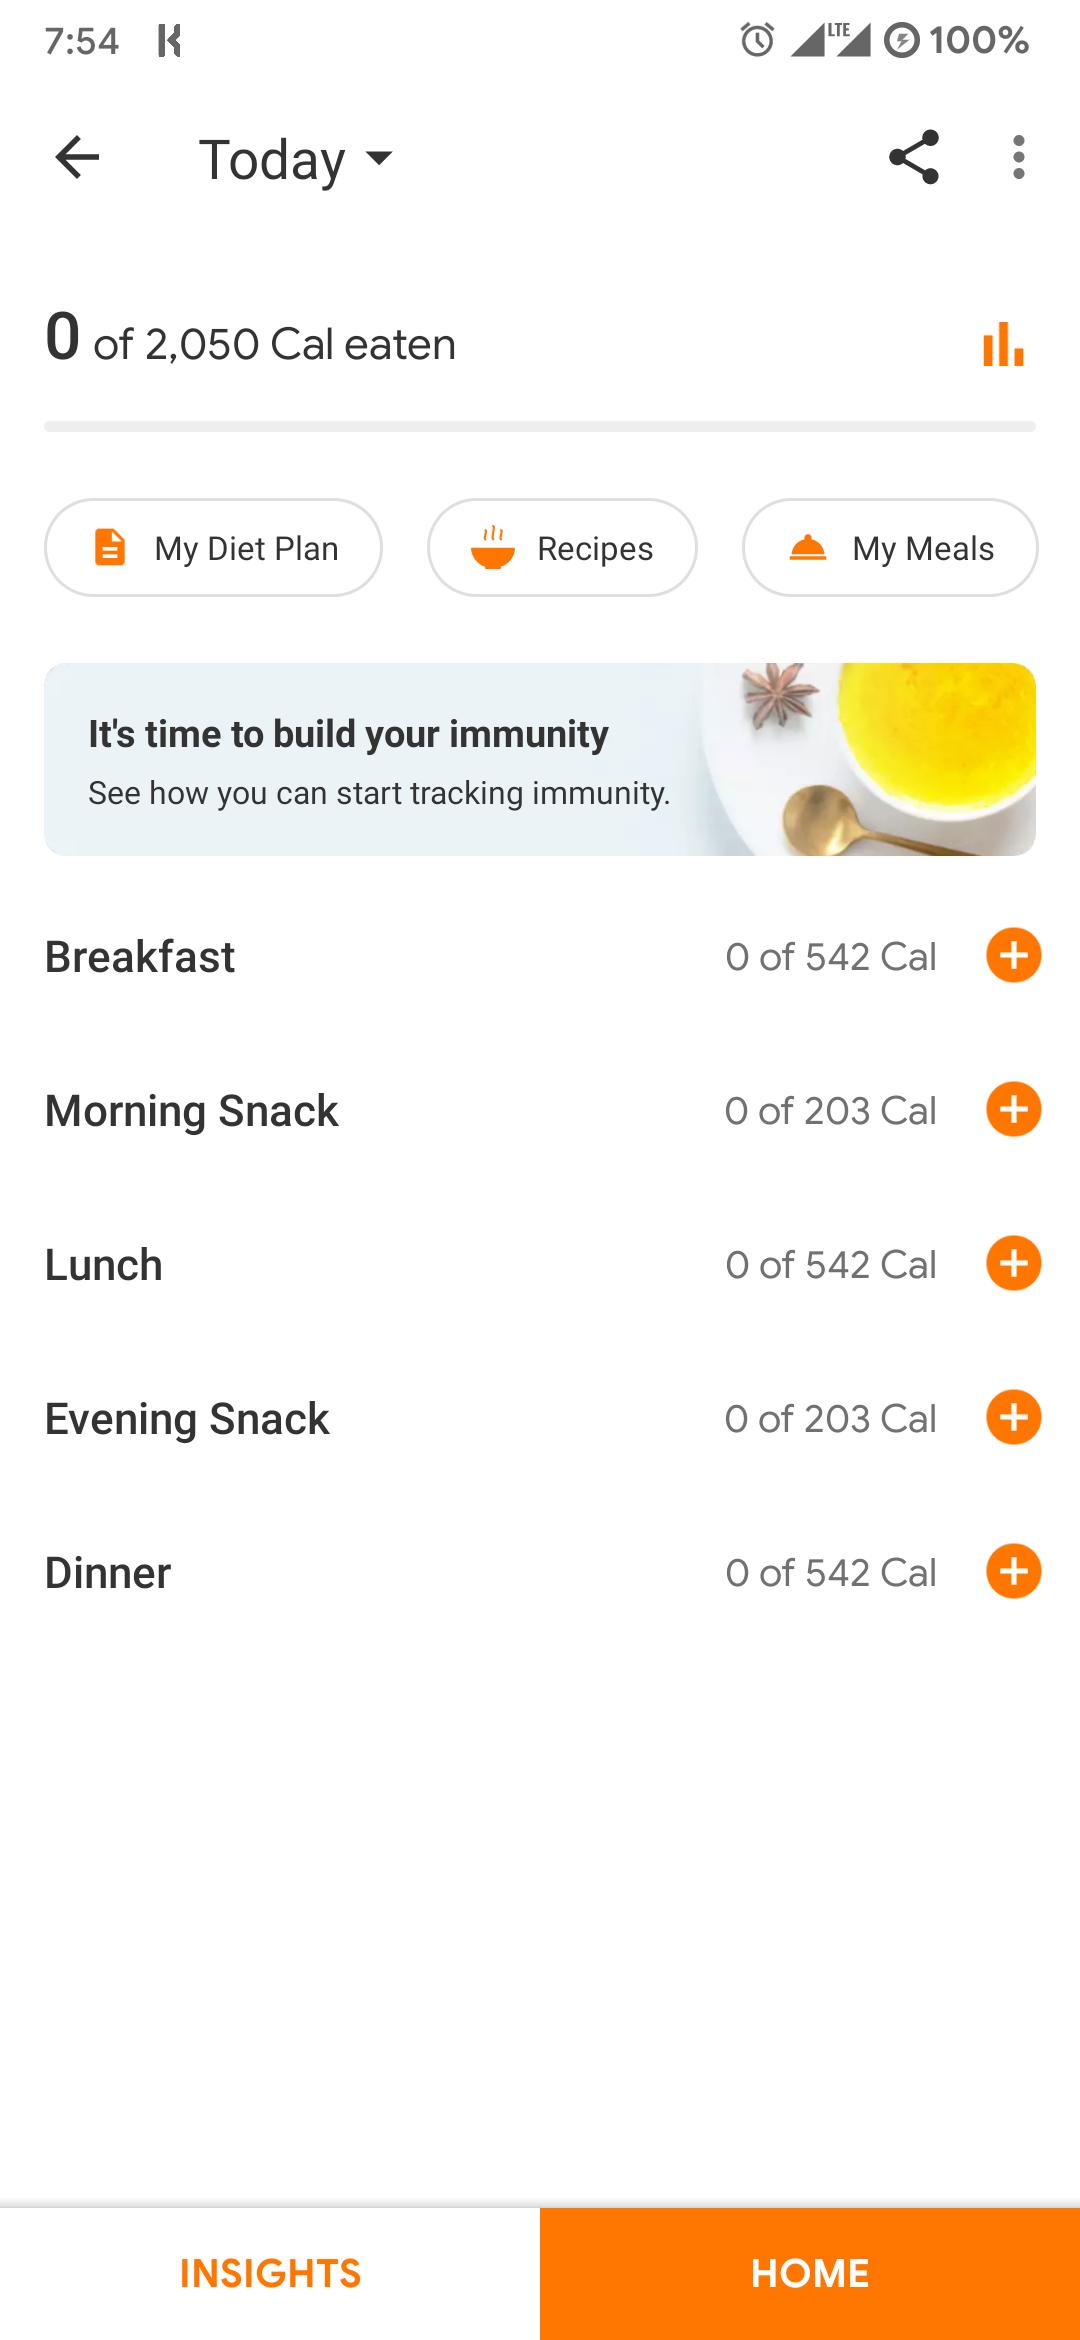 7:54 LTE 100%
Today
0 of 2,050 Cal eaten
My Diet Plan Recipes My Meals
It's time to build your immunity
See how you can start tracking immunity.
Breakfast 0 of 542 Cal
Morning Snack 0 of 203 Cal
Lunch 0 of 542 Cal
Evening Snack 0 of 203 Cal
Dinner 0 of 542 Cal
INSIGHTS HOME